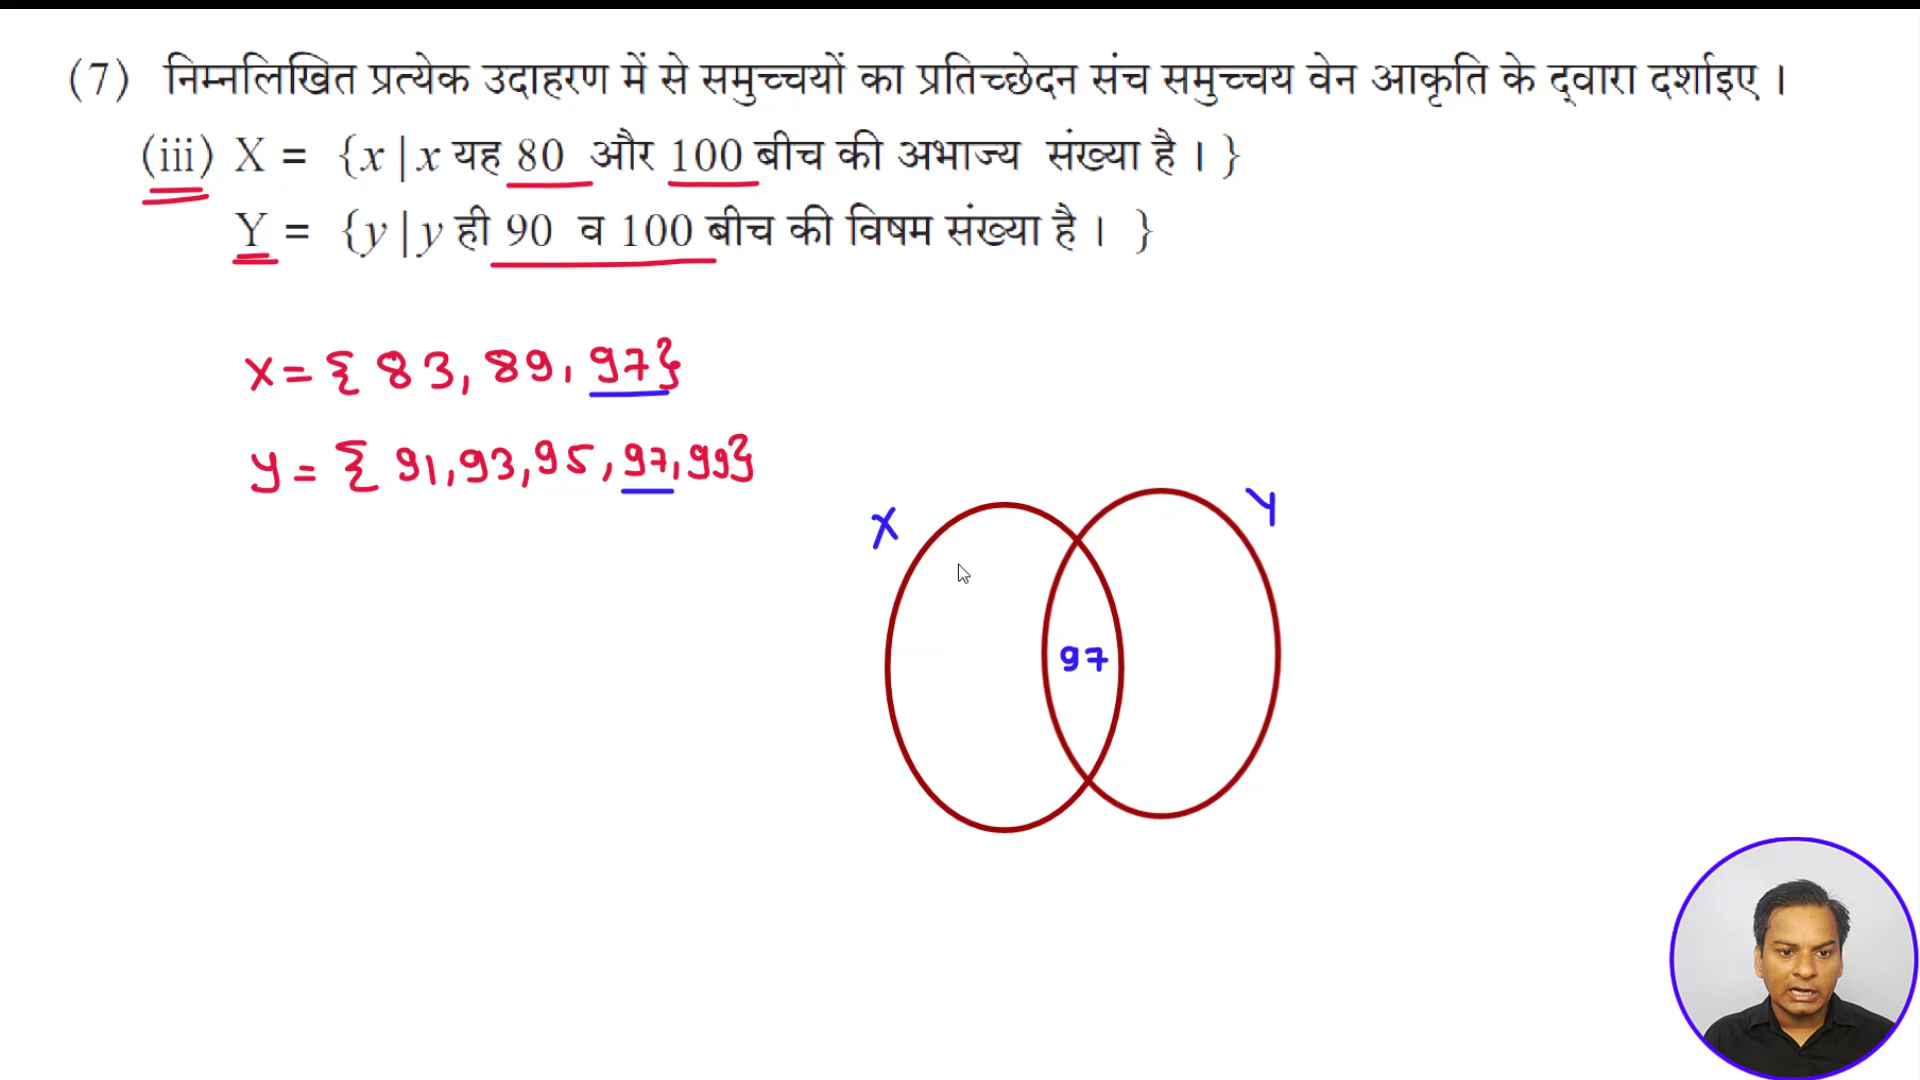 (7) निम्नलिखित प्रत्येक उदाहरण में से समुच्चयों का प्रतिच्छेदन संच समुच्चय वेन आकृति के द्वारा दर्शाइए ।
(iii) X = {x | x यह 80 और 100 बीच की अभाज्य संख्या है । }
Y = {y | y ही 90 व 100 बीच की विषम संख्या है । }
X = { 83, 89, 97}
y = { 91, 93, 95, 97, 99}
X
Y
97